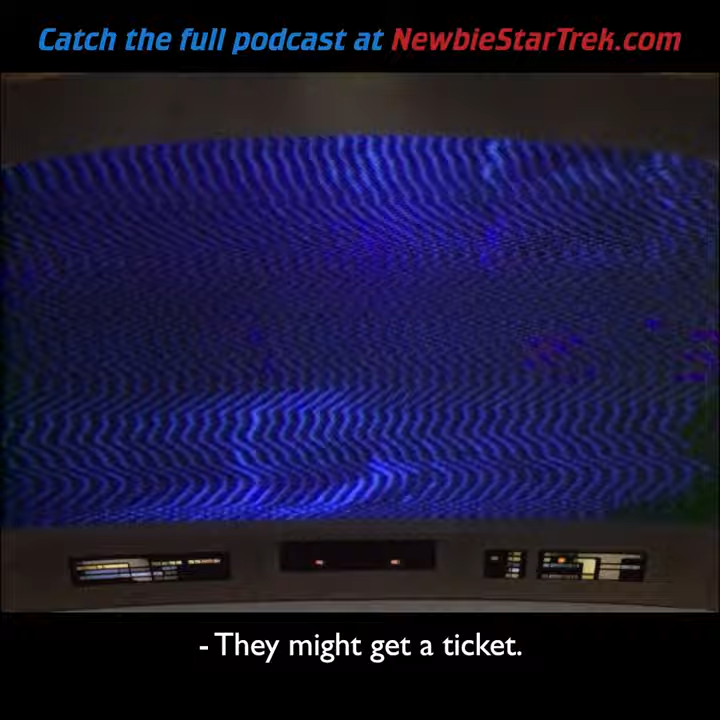 Catch the full podcast at NewbieStarTrek.com
- They might get a ticket.